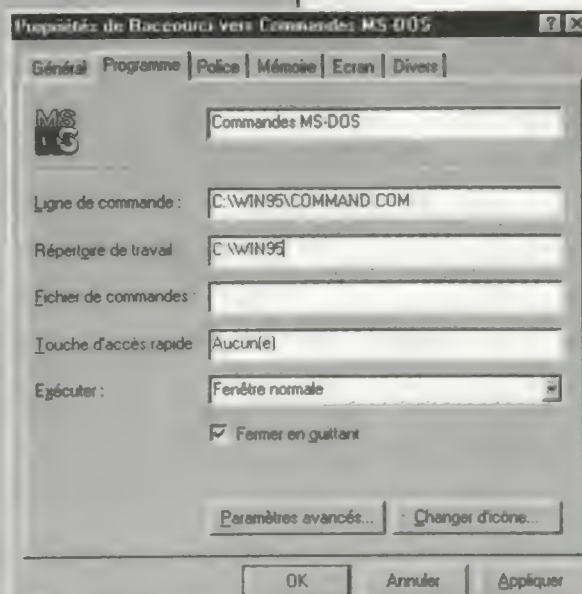 Propriétés de Raccourci vers Commandes MS-DOS
Général Programme Police Mémoire Ecran Divers
MS DOS
Commandes MS-DOS
Ligne de commande : C:\WIN95\COMMAND.COM
Répertoire de travail C:\WIN95
Fichier de commandes :
Touche d'accès rapide Aucun(e)
Exécuter : Fenêtre normale
Fermer en quittant
Paramètres avancés... Changer d'icône...
OK Annuler Appliquer